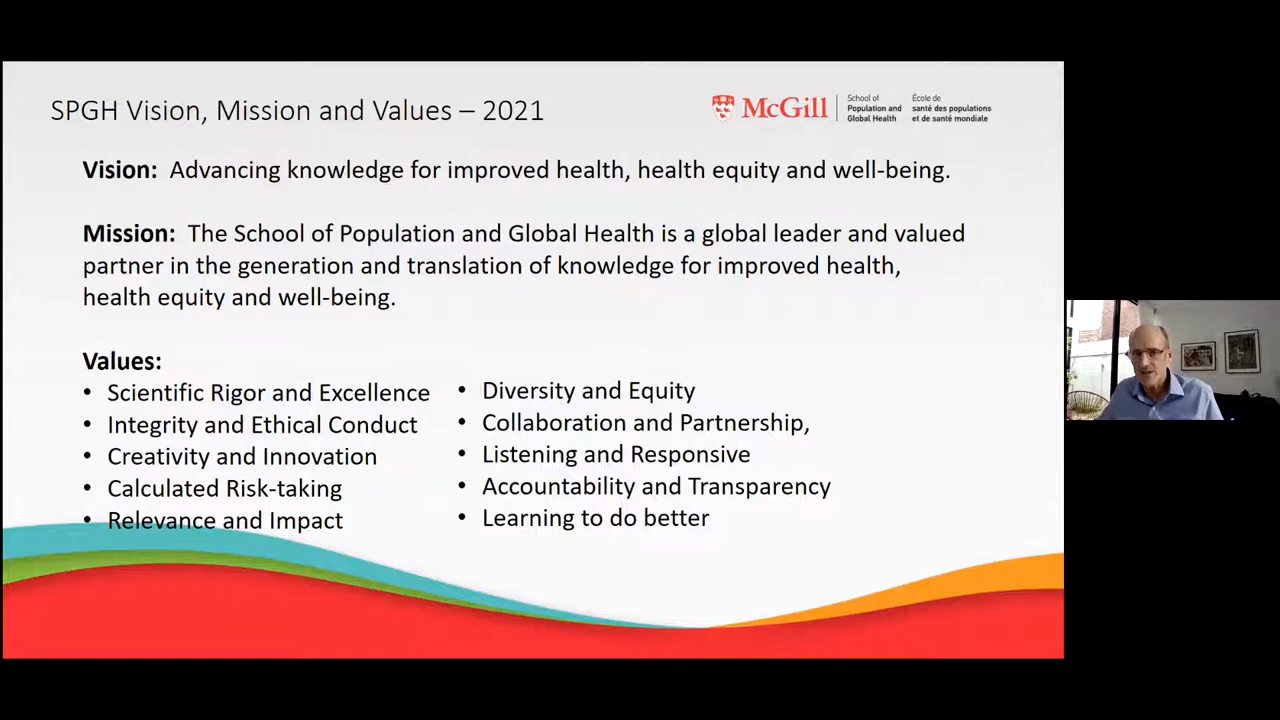 SPGH Vision, Mission and Values – 2021
McGill
School of
Population and
Global Health
École de
santé des populations
et de santé mondiale
Vision: Advancing knowledge for improved health, health equity and well-being.
Mission: The School of Population and Global Health is a global leader and valued
partner in the generation and translation of knowledge for improved health,
health equity and well-being.
Values:
• Scientific Rigor and Excellence
• Integrity and Ethical Conduct
• Creativity and Innovation
• Calculated Risk-taking
• Relevance and Impact
• Diversity and Equity
• Collaboration and Partnership,
• Listening and Responsive
• Accountability and Transparency
• Learning to do better